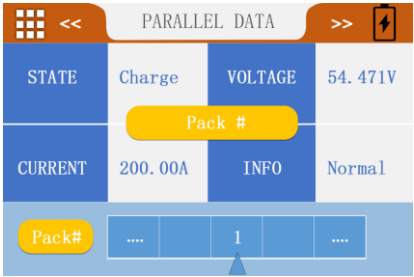 << PARALLEL DATA >>
STATE Charge VOLTAGE 54.471V
Pack #
CURRENT 200.00A INFO Normal
Pack# .... 1 ....